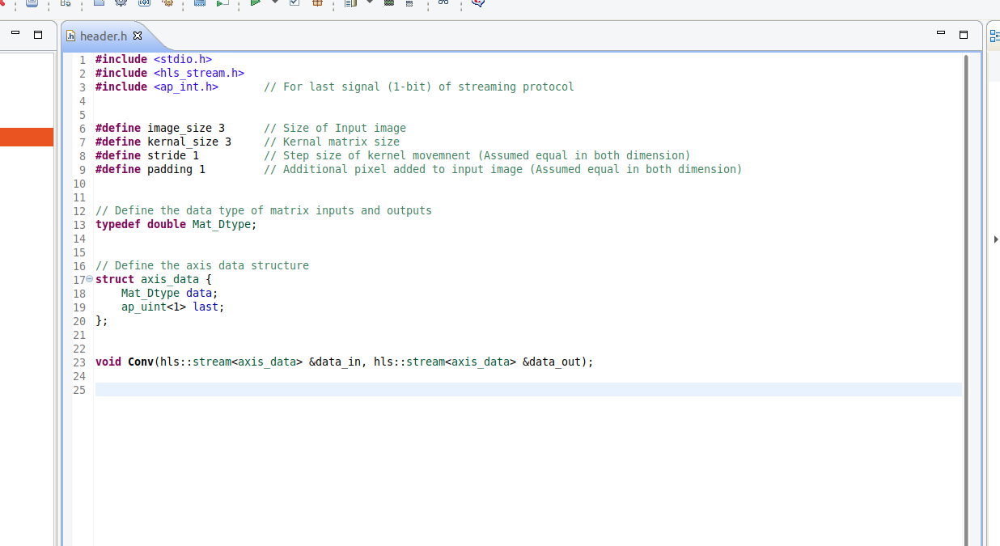 header.h
1 #include <stdio.h>
2 #include <hls_stream.h>
3 #include <ap_int.h>       // For last signal (1-bit) of streaming protocol
4
5
6 #define image_size 3      // Size of Input image
7 #define kernal_size 3     // Kernal matrix size
8 #define stride 1          // Step size of kernel movemnent (Assumed equal in both dimension)
9 #define padding 1         // Additional pixel added to input image (Assumed equal in both dimension)
10
11
12 // Define the data type of matrix inputs and outputs
13 typedef double Mat_Dtype;
14
15
16 // Define the axis data structure
17 struct axis_data {
18     Mat_Dtype data;
19     ap_uint<1> last;
20 };
21
22
23 void Conv(hls::stream<axis_data> &data_in, hls::stream<axis_data> &data_out);
24
25